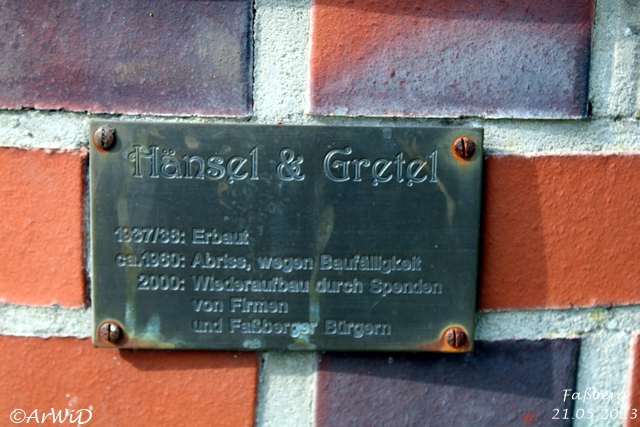 Hänsel & Gretel
1937/38: Erbaut
ca.1960: Abriss, wegen Baufälligkeit
2000: Wiederaufbau durch Spenden
von Firmen
und Faßberger Bürgern
©ArWiD
Faßberg
21.05.2023